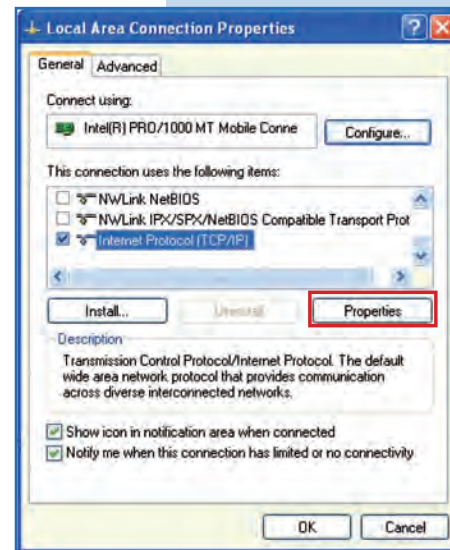 Local Area Connection Properties
General Advanced
Connect using:
Intel(R) PRO/1000 MT Mobile Conne Configure...
This connection uses the following items:
NWLink NetBIOS
NWLink IPX/SPX/NetBIOS Compatible Transport Prot
Internet Protocol (TCP/IP)
Install... Uninstall Properties
Description
Transmission Control Protocol/Internet Protocol. The default
wide area network protocol that provides communication
across diverse interconnected networks.
Show icon in notification area when connected
Notify me when this connection has limited or no connectivity
OK Cancel